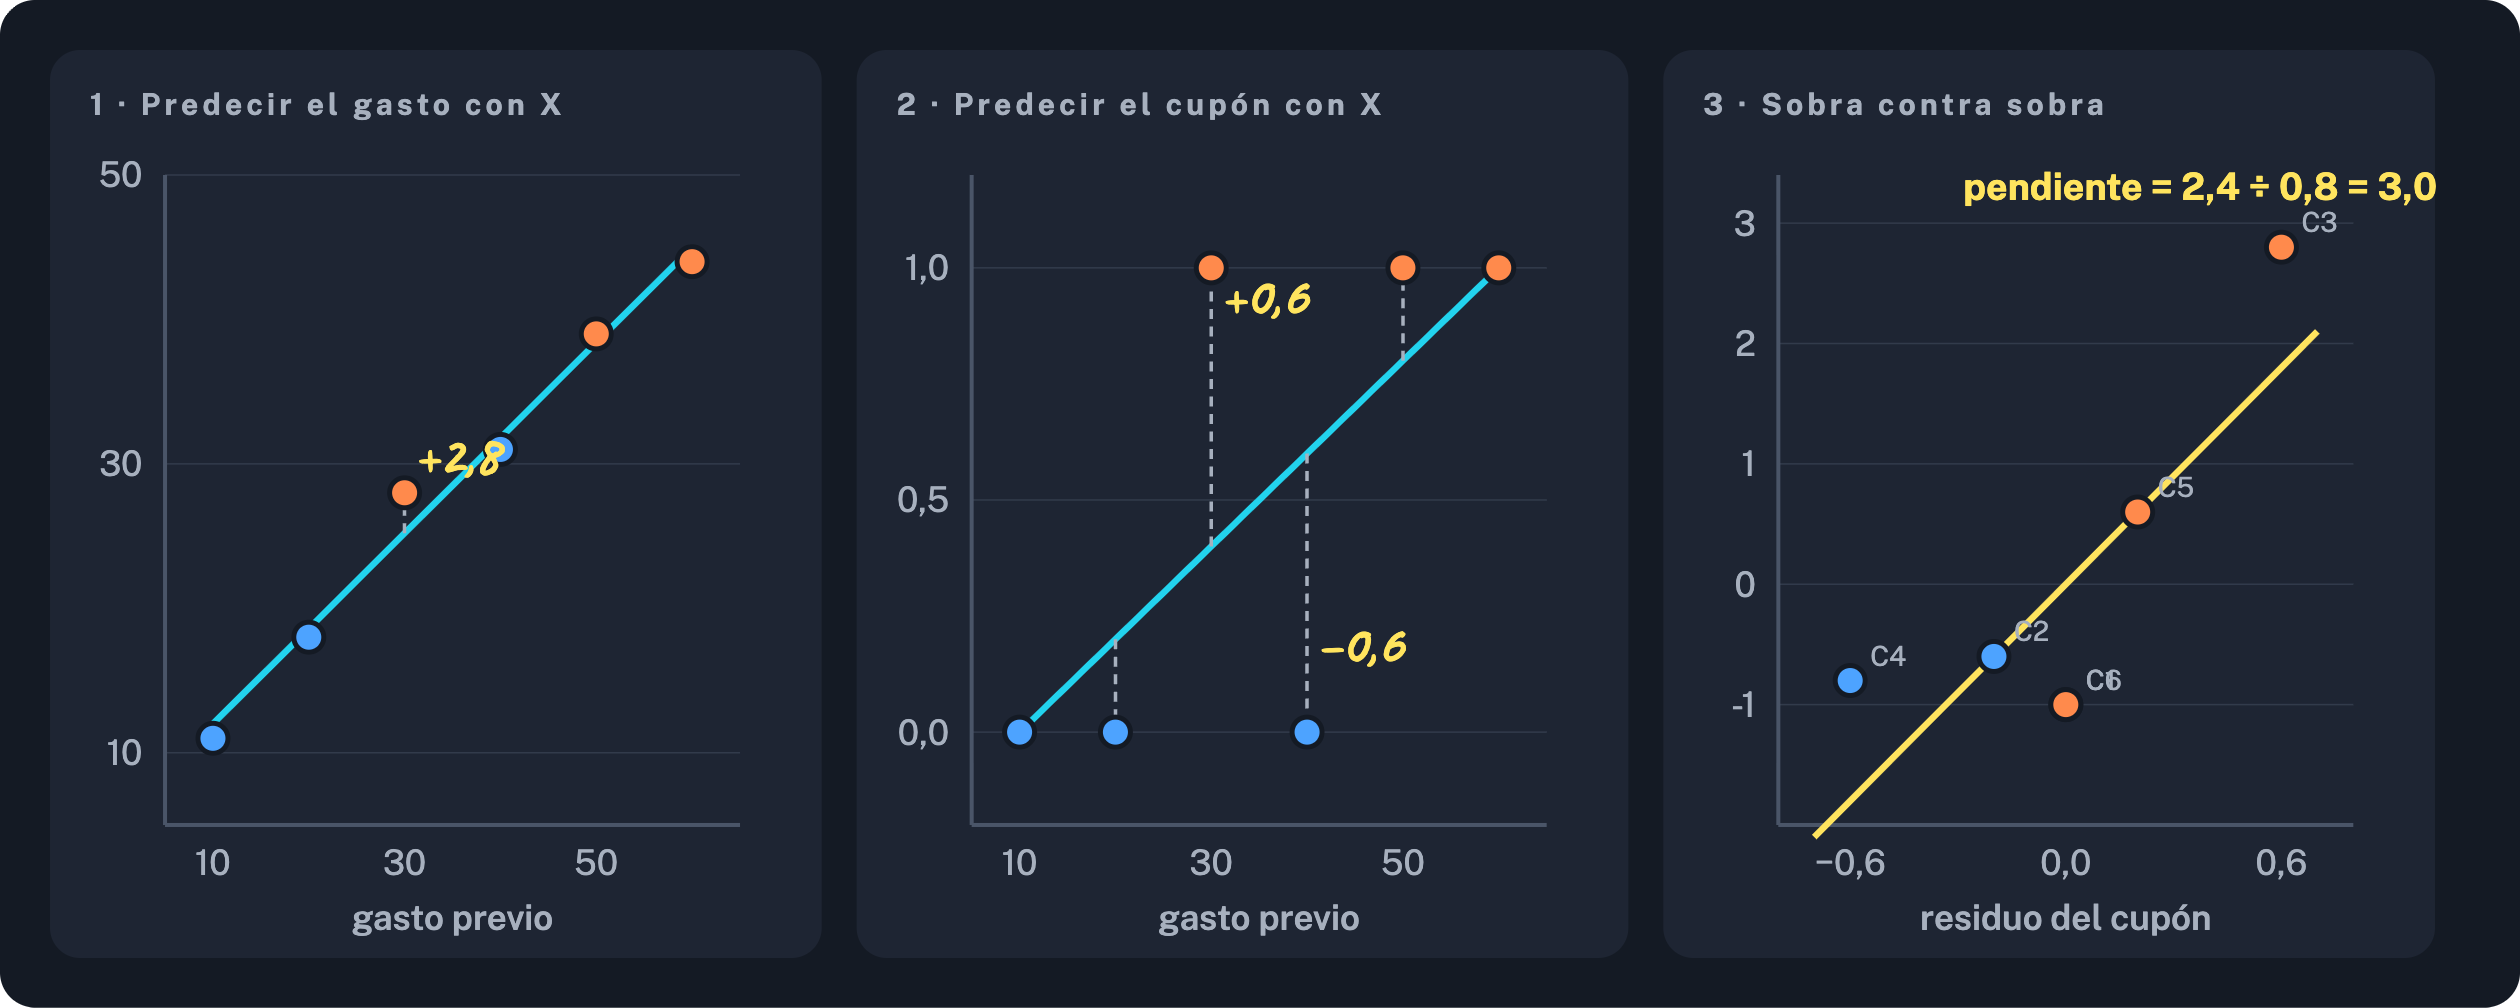 1 · Predecir el gasto con X
50
30
10
+2,8
10 30 50
gasto previo
2 · Predecir el cupón con X
1,0
0,5
0,0
+0,6
−0,6
10 30 50
gasto previo
3 · Sobra contra sobra
pendiente = 2,4 ÷ 0,8 = 3,0
3
2
1
0
-1
C3
C5
C2
C4
C6
−0,6 0,0 0,6
residuo del cupón